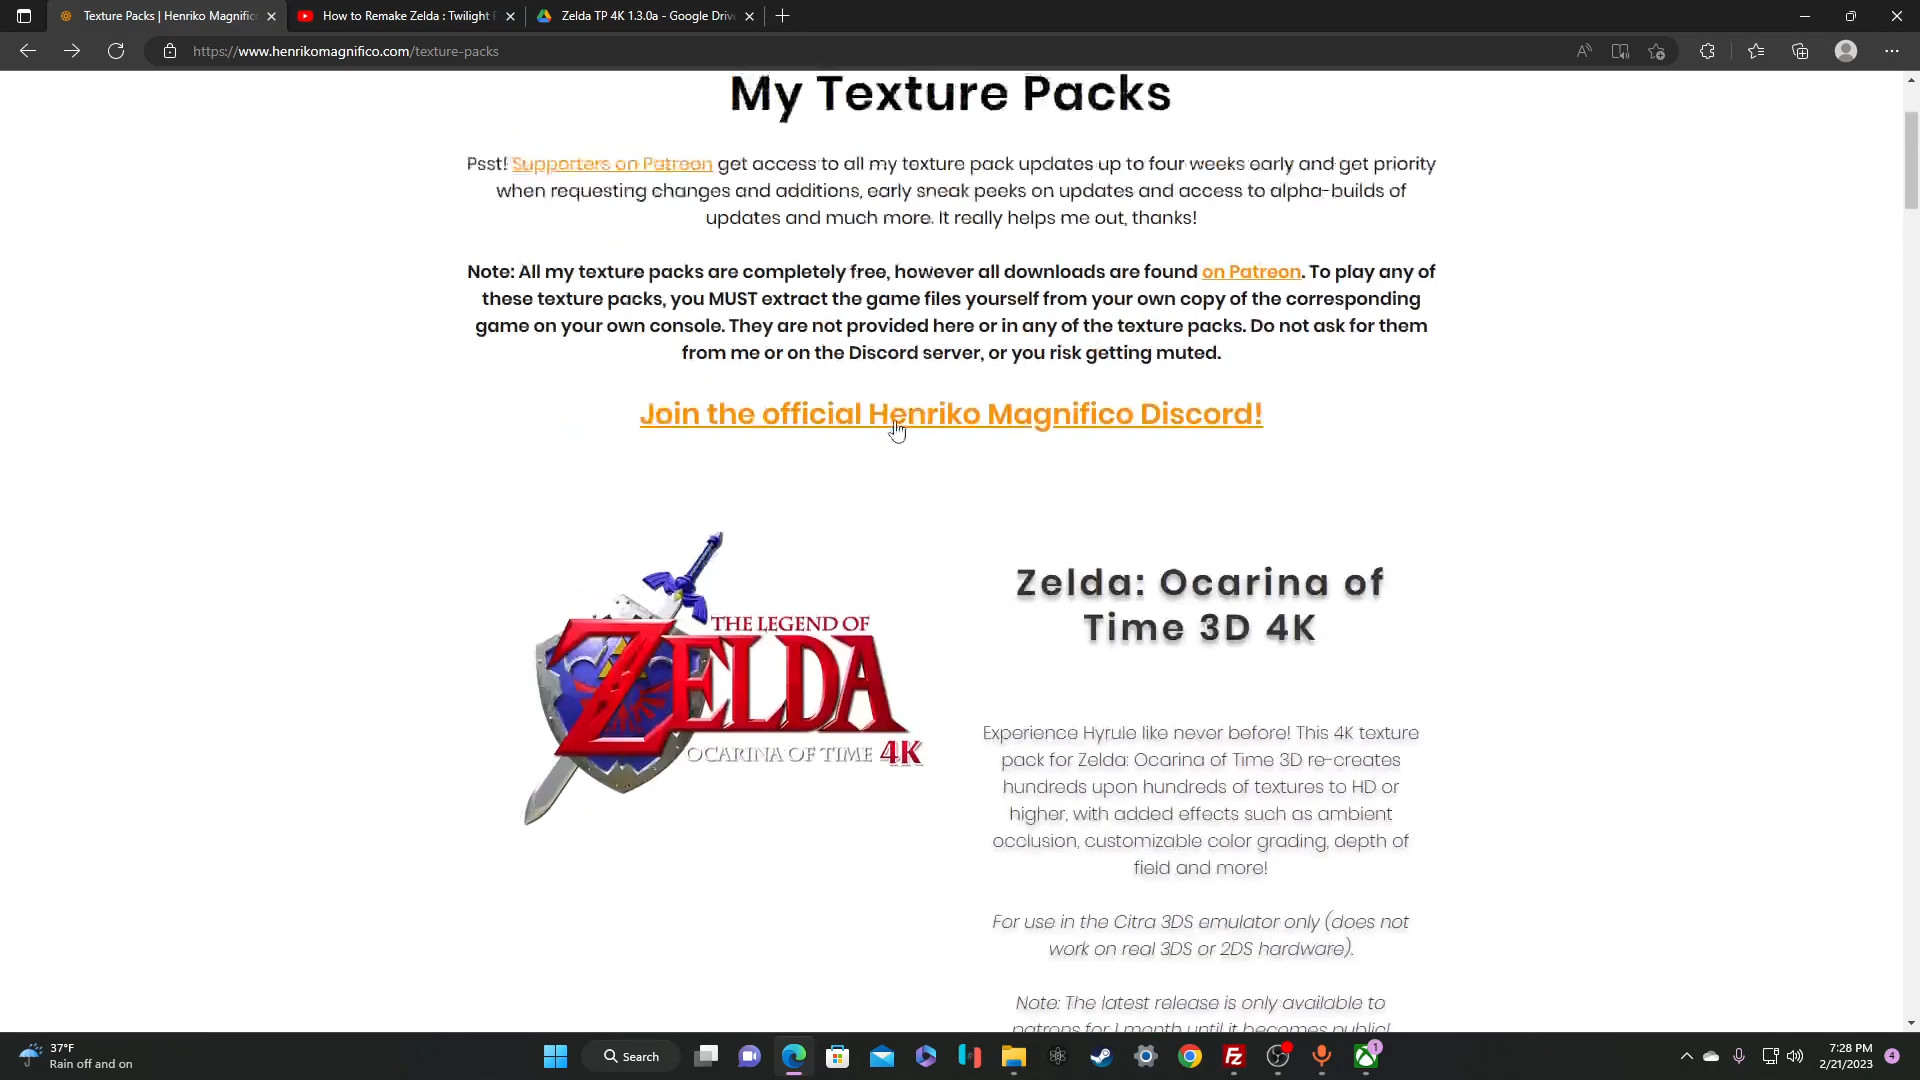 Texture Packs | Henriko Magnific
How to Remake Zelda : Twilight P
Zelda TP 4K 1.3.0a - Google Driv
https://www.henrikomagnifico.com/texture-packs
My Texture Packs
Psst! Supporters on Patreon get access to all my texture pack updates up to four weeks early and get priority
when requesting changes and additions, early sneak peeks on updates and access to alpha-builds of
updates and much more. It really helps me out, thanks!
Note: All my texture packs are completely free, however all downloads are found on Patreon. To play any of
these texture packs, you MUST extract the game files yourself from your own copy of the corresponding
game on your own console. They are not provided here or in any of the texture packs. Do not ask for them
from me or on the Discord server, or you risk getting muted.
Join the official Henriko Magnifico Discord!
THE LEGEND OF
ZELDA
OCARINA OF TIME 4K
Zelda: Ocarina of
Time 3D 4K
Experience Hyrule like never before! This 4K texture
pack for Zelda: Ocarina of Time 3D re-creates
hundreds upon hundreds of textures to HD or
higher, with added effects such as ambient
occlusion, customizable color grading, depth of
field and more!
For use in the Citra 3DS emulator only (does not
work on real 3DS or 2DS hardware).
Note: The latest release is only available to
patrons for 1 month until it becomes public!
37°F
Rain off and on
Search
1
7:28 PM
2/21/2023
4